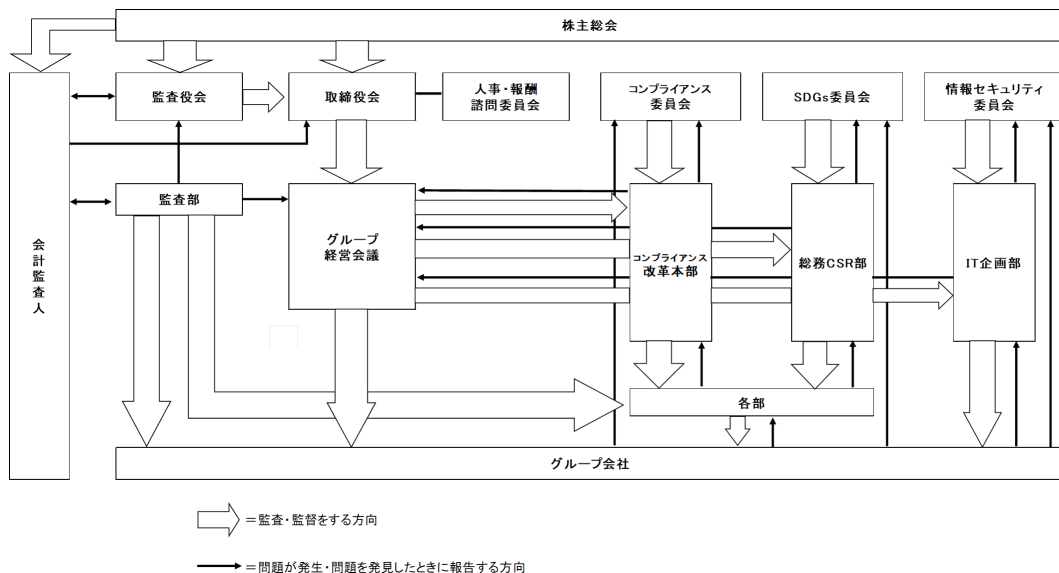 株主総会
監査役会
取締役会
人事・報酬
諮問委員会
コンプライアンス
委員会
SDGs委員会
情報セキュリティ
委員会
監査部
グループ
経営会議
コンプライアンス
改革本部
総務CSR部
IT企画部
会計監査人
各部
グループ会社
=監査・監督をする方向
=問題が発生・問題を発見したときに報告する方向